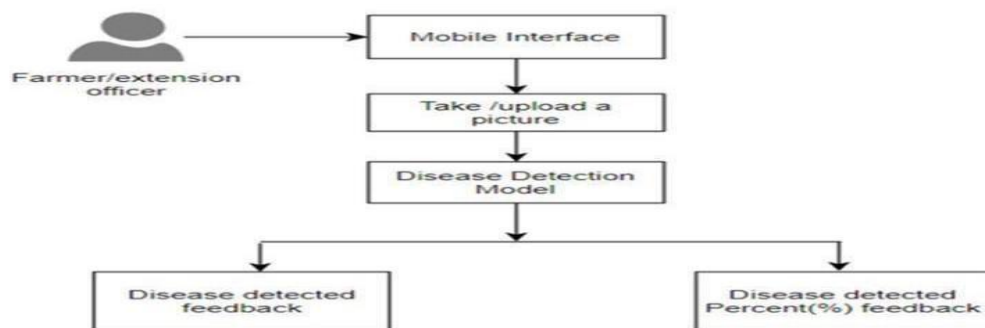 Farmer/extension
officer
Mobile Interface
Take /upload a
picture
Disease Detection
Model
Disease detected
feedback
Disease detected
Percent(%) feedback